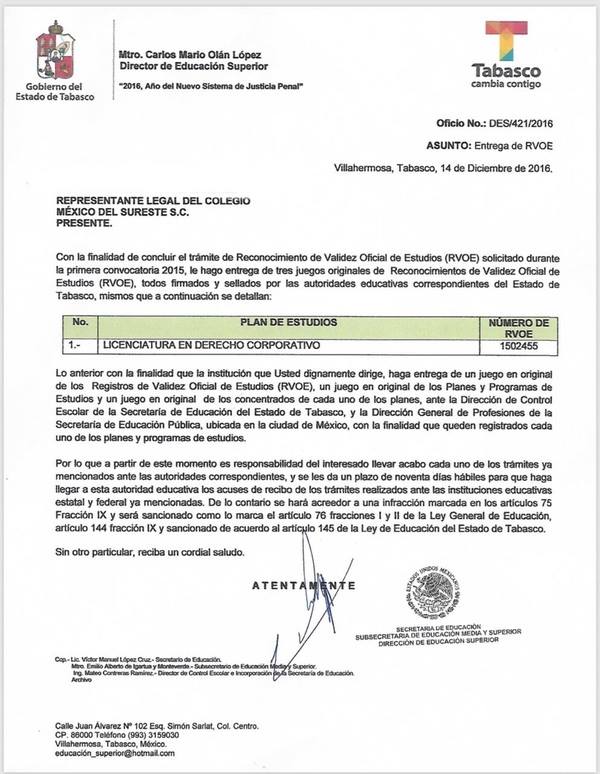 Gobierno del
Estado de Tabasco
Mtro. Carlos Mario Olán López
Director de Educación Superior
"2016, Año del Nuevo Sistema de Justicia Penal"
Tabasco
cambia contigo
Oficio No.: DES/421/2016
ASUNTO: Entrega de RVOE
Villahermosa, Tabasco, 14 de Diciembre de 2016.
REPRESENTANTE LEGAL DEL COLEGIO
MÉXICO DEL SURESTE S.C.
PRESENTE.
Con la finalidad de concluir el trámite de Reconocimiento de Validez Oficial de Estudios (RVOE) solicitado durante
la primera convocatoria 2015, le hago entrega de tres juegos originales de Reconocimientos de Validez Oficial de
Estudios (RVOE), todos firmados y sellados por las autoridades educativas correspondientes del Estado de
Tabasco, mismos que a continuación se detallan:
No. PLAN DE ESTUDIOS NÚMERO DE
RVOE
1.- LICENCIATURA EN DERECHO CORPORATIVO 1502455
Lo anterior con la finalidad que la institución que Usted dignamente dirige, haga entrega de un juego en original
de los Registros de Validez Oficial de Estudios (RVOE), un juego en original de los Planes y Programas de
Estudios y un juego en original de los concentrados de cada uno de los planes, ante la Dirección de Control
Escolar de la Secretaría de Educación del Estado de Tabasco, y la Dirección General de Profesiones de la
Secretaría de Educación Pública, ubicada en la ciudad de México, con la finalidad que queden registrados cada
uno de los planes y programas de estudios.
Por lo que a partir de este momento es responsabilidad del interesado llevar acabo cada uno de los trámites ya
mencionados ante las autoridades correspondientes, y se les da un plazo de noventa días hábiles para que haga
llegar a esta autoridad educativa los acuses de recibo de los trámites realizados ante las instituciones educativas
estatal y federal ya mencionadas. De lo contario se hará acreedor a una infracción marcada en los artículos 75
Fracción IX y será sancionado como lo marca el artículo 76 fracciones I y II de la Ley General de Educación,
artículo 144 fracción IX y sancionado de acuerdo al artículo 145 de la Ley de Educación del Estado de Tabasco.
Sin otro particular, reciba un cordial saludo.
ATENTAMENTE
ESTADOS UNIDOS MEXICANOS
SECRETARÍA DE EDUCACIÓN
SUBSECRETARÍA DE EDUCACIÓN MEDIA Y SUPERIOR
DIRECCIÓN DE EDUCACIÓN SUPERIOR
Ccp.- Lic. Víctor Manuel López Cruz.- Secretario de Educación.
Mtro. Emilio Alberto de Igartua y Monteverde.- Subsecretario de Educación Media y Superior.
Ing. Mateo Contreras Ramírez.- Director de Control Escolar e Incorporación de la Secretaría de Educación.
Archivo
Calle Juan Álvarez Nº 102 Esq. Simón Sarlat, Col. Centro.
CP. 86000 Teléfono (993) 3159030
Villahermosa, Tabasco, México.
educación_superior@hotmail.com